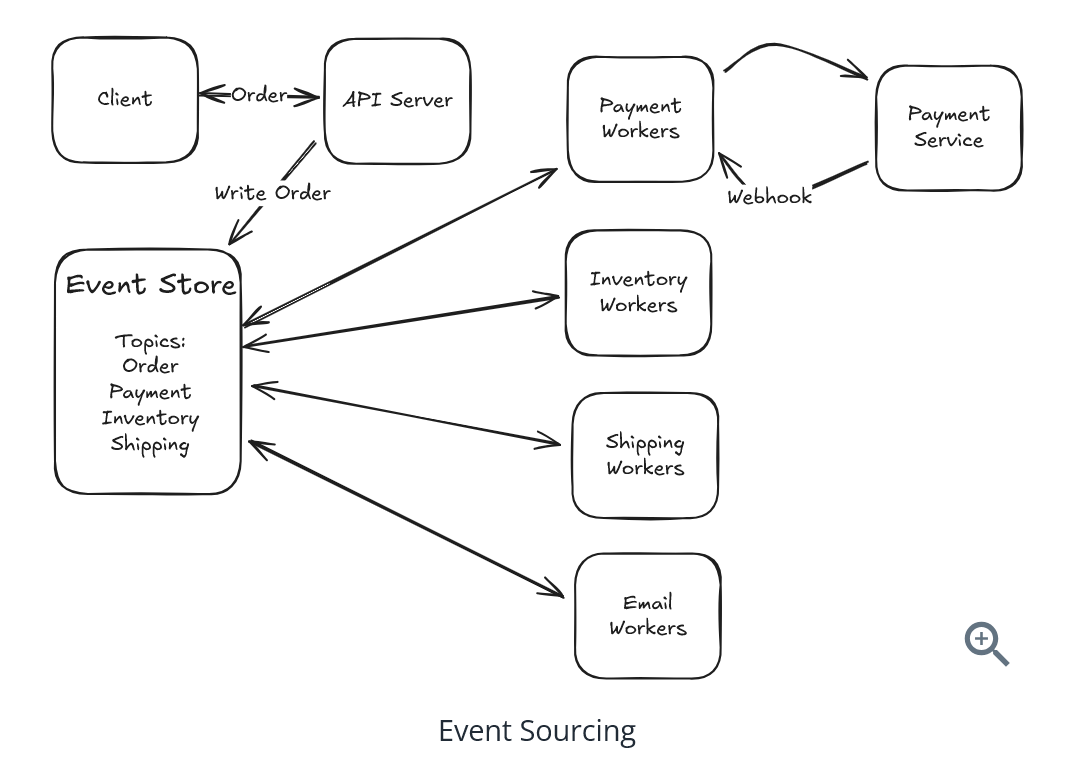 Client
Order
API Server
Payment
Workers
Payment
Service
Webhook
Write Order
Event Store
Topics:
Order
Payment
Inventory
Shipping
Inventory
Workers
Shipping
Workers
Email
Workers
Event Sourcing